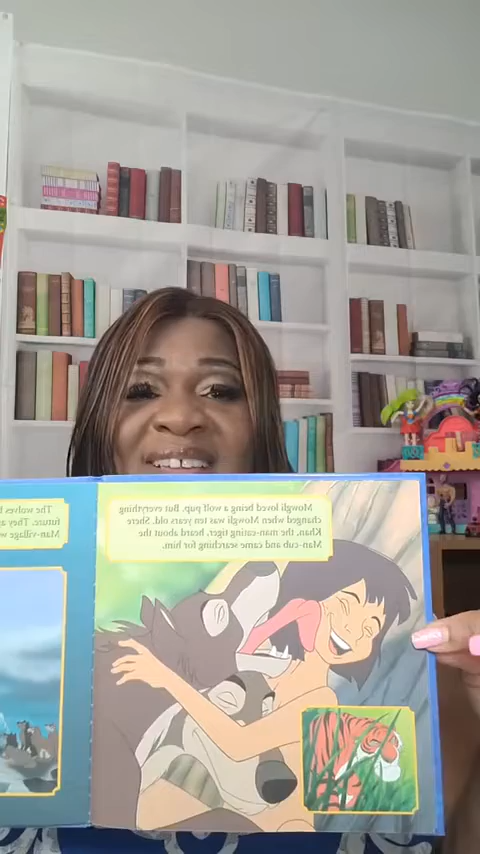 The wolves b
future. They a
Man-village w
Mowgli loved being a wolf pup. But everything
changed when Mowgli was ten years old. Shere
Khan, the man-eating tiger, heard about the
Man-cub and came searching for him.